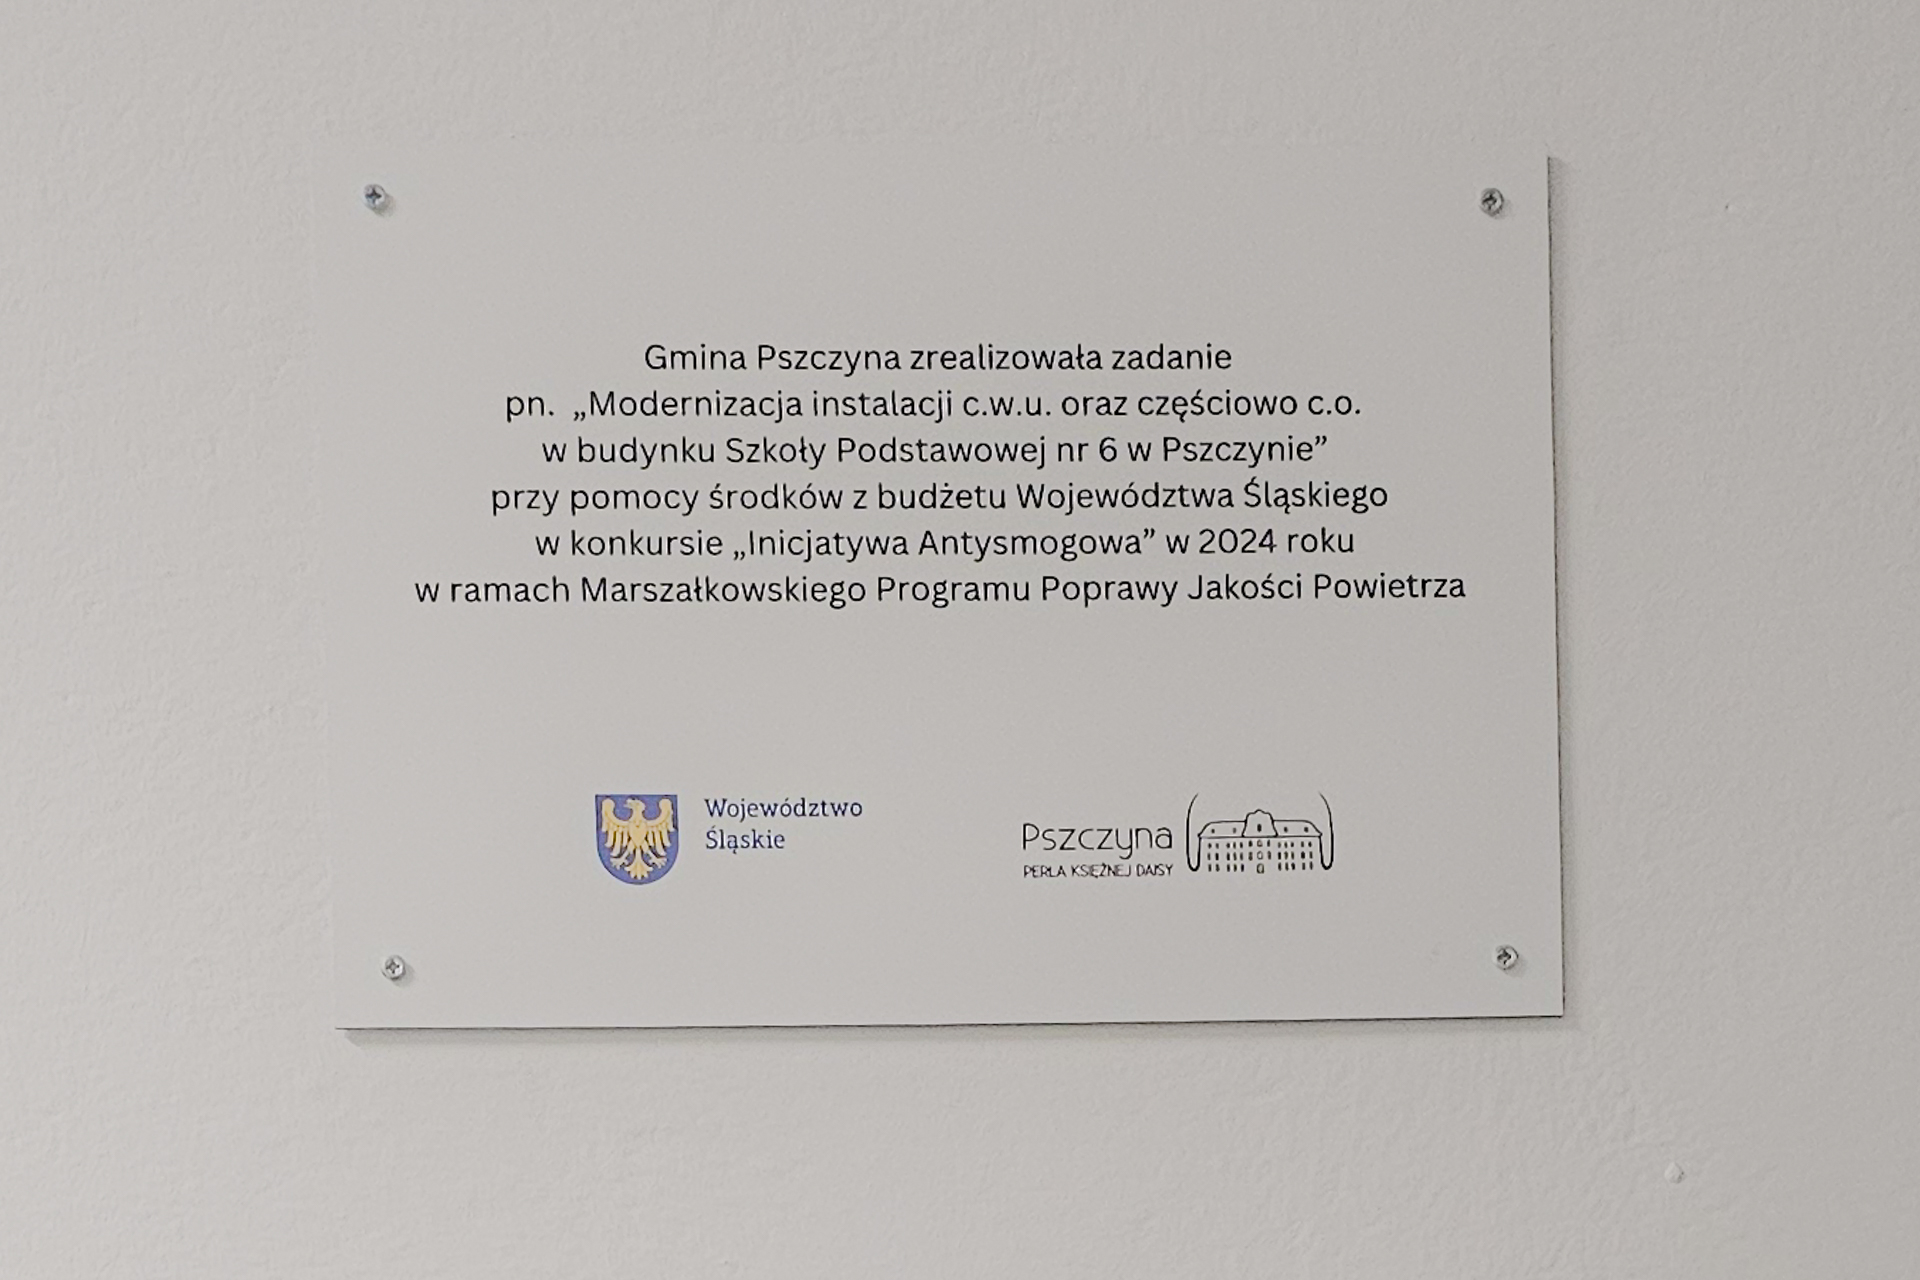 Gmina Pszczyna zrealizowała zadanie
pn. „Modernizacja instalacji c.w.u. oraz częściowo c.o.
w budynku Szkoły Podstawowej nr 6 w Pszczynie”
przy pomocy środków z budżetu Województwa Śląskiego
w konkursie „Inicjatywa Antysmogowa” w 2024 roku
w ramach Marszałkowskiego Programu Poprawy Jakości Powietrza
Województwo
Śląskie
Pszczyna
PERŁA KSIĘŻNEJ DAISY